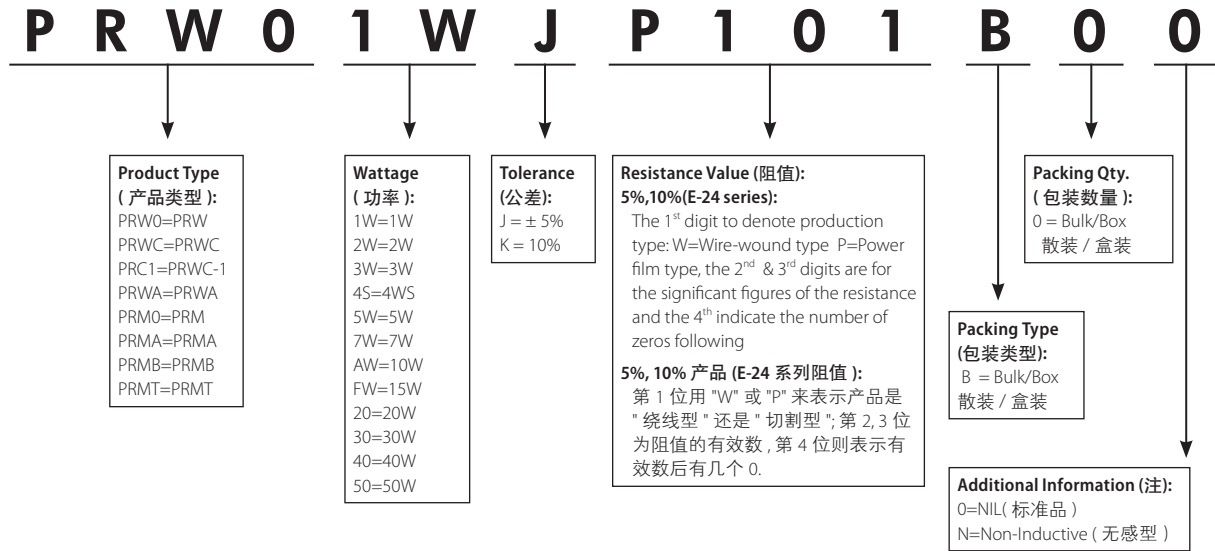 P R W 0 1 W J P 1 0 1 B 0 0
Product Type
( 产品类型 ):
PRW0=PRW
PRWC=PRWC
PRC1=PRWC-1
PRWA=PRWA
PRM0=PRM
PRMA=PRMA
PRMB=PRMB
PRMT=PRMT
Wattage
( 功率 ):
1W=1W
2W=2W
3W=3W
4S=4WS
5W=5W
7W=7W
AW=10W
FW=15W
20=20W
30=30W
40=40W
50=50W
Tolerance
(公差):
J = ± 5%
K = 10%
Resistance Value (阻值):
5%,10%(E-24 series):
The 1st digit to denote production
type: W=Wire-wound type P=Power
film type, the 2nd & 3rd digits are for
the significant figures of the resistance
and the 4th indicate the number of
zeros following
5%, 10% 产品 (E-24 系列阻值 ):
第 1 位用 "W" 或 "P" 来表示产品是
" 绕线型 " 还是 " 切割型 "; 第 2, 3 位
为阻值的有效数 , 第 4 位则表示有
效数后有几个 0.
Packing Type
(包装类型):
B = Bulk/Box
散装 / 盒装
Packing Qty.
( 包装数量 ):
0 = Bulk/Box
散装 / 盒装
Additional Information (注):
0=NIL( 标准品 )
N=Non-Inductive ( 无感型 )